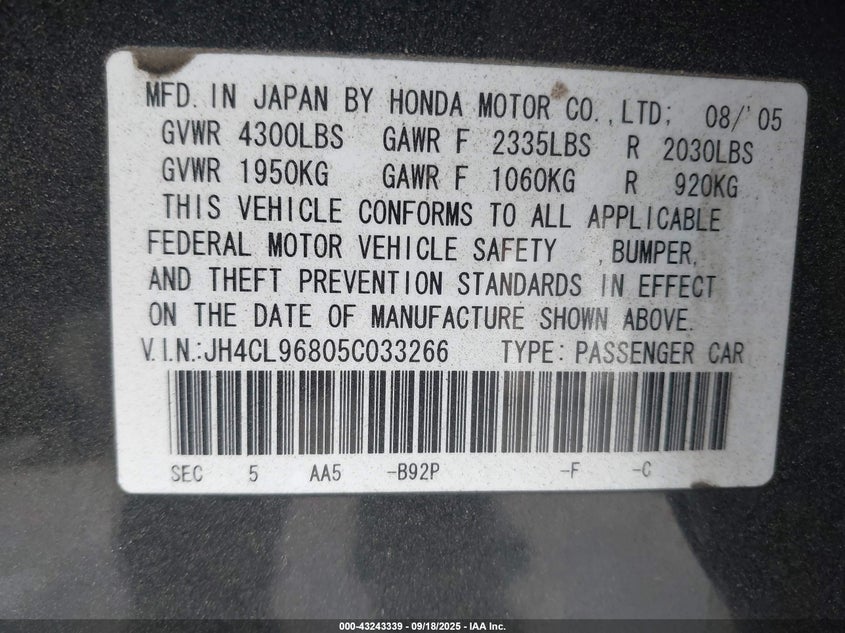 MFD. IN JAPAN BY HONDA MOTOR CO., LTD; 08/'05
GVWR 4300LBS GAWR F 2335LBS R 2030LBS
GVWR 1950KG GAWR F 1060KG R 920KG
THIS VEHICLE CONFORMS TO ALL APPLICABLE
FEDERAL MOTOR VEHICLE SAFETY , BUMPER,
AND THEFT PREVENTION STANDARDS IN EFFECT
ON THE DATE OF MANUFACTURE SHOWN ABOVE.
V.I.N.:JH4CL96805C033266 TYPE: PASSENGER CAR
SEC 5 AA5 -B92P -F -C
000-43243339 - 09/18/2025 - IAA Inc.